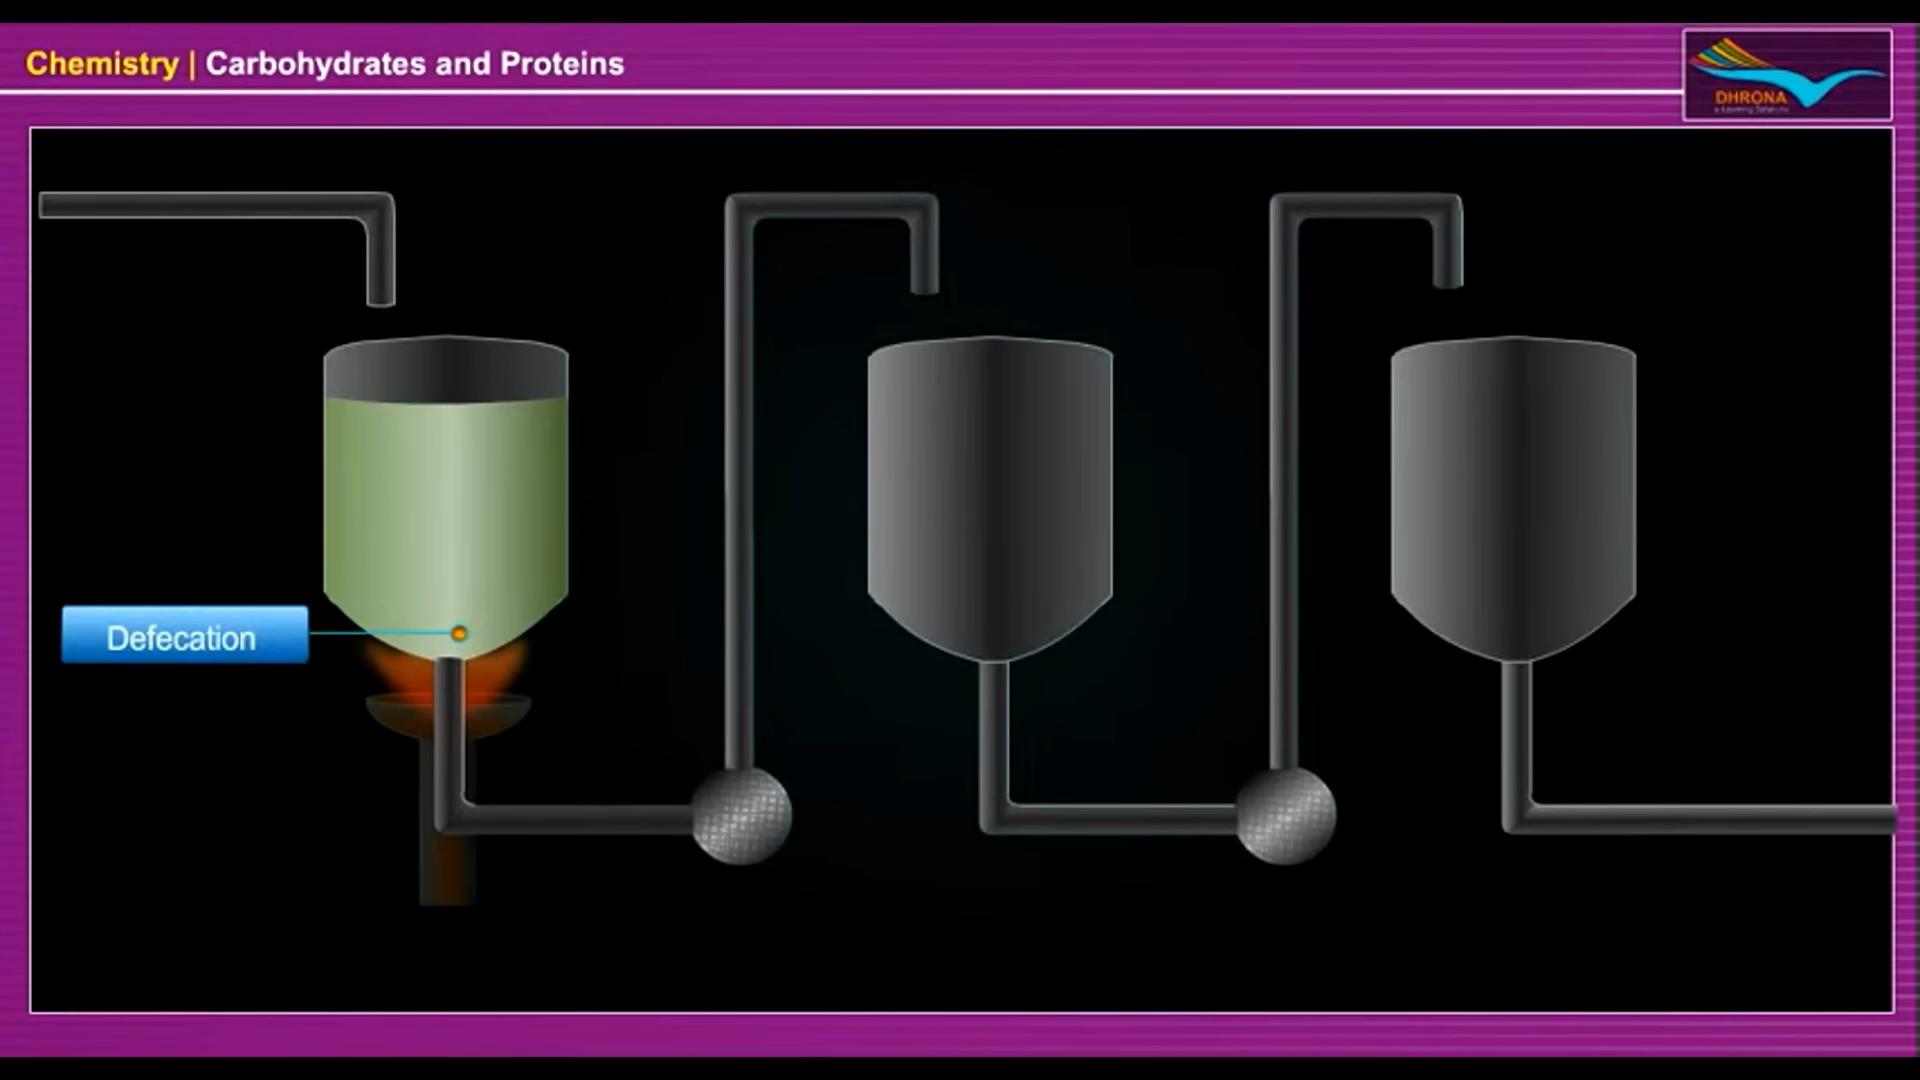 Chemistry | Carbohydrates and Proteins
DHRONA
Defecation